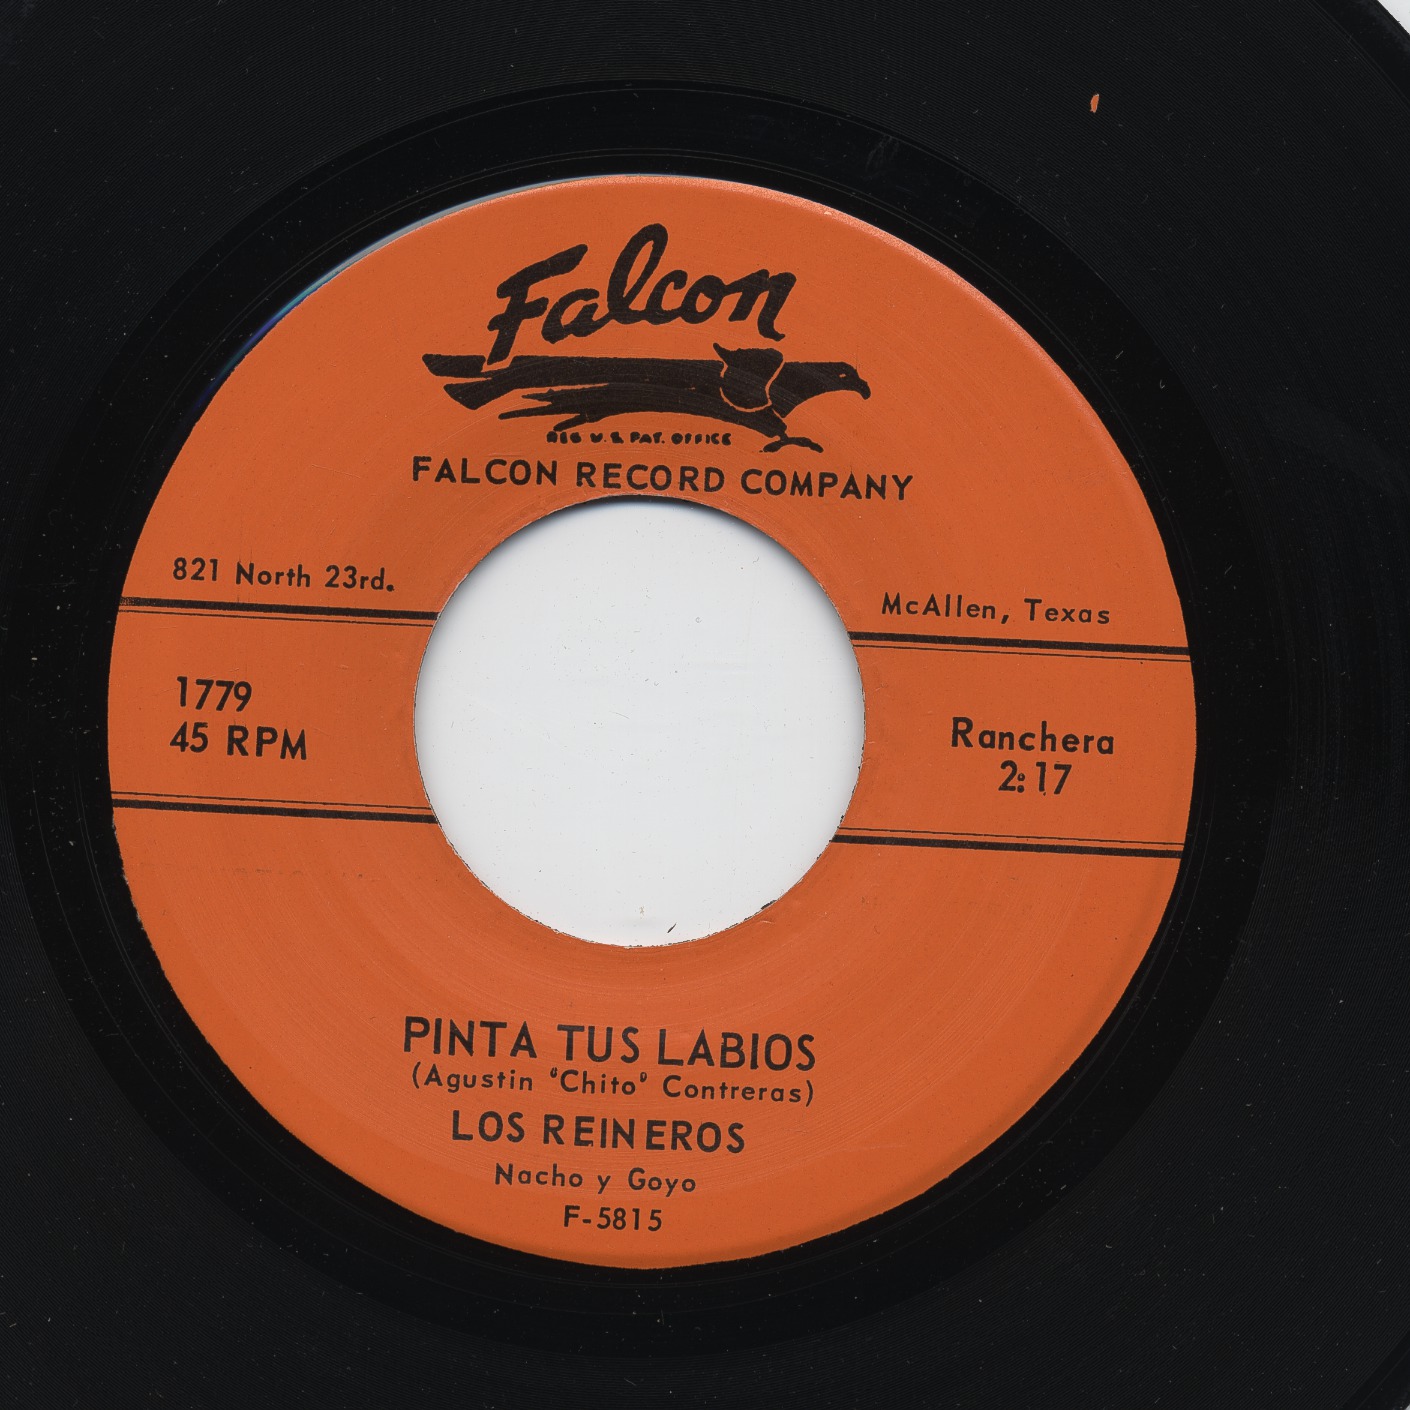 Falcon
REG U.S. PAT. OFFICE
FALCON RECORD COMPANY
821 North 23rd.
McAllen, Texas
1779
45 RPM
Ranchera
2:17
PINTA TUS LABIOS
(Agustin "Chito" Contreras)
LOS REINEROS
Nacho y Goyo
F-5815